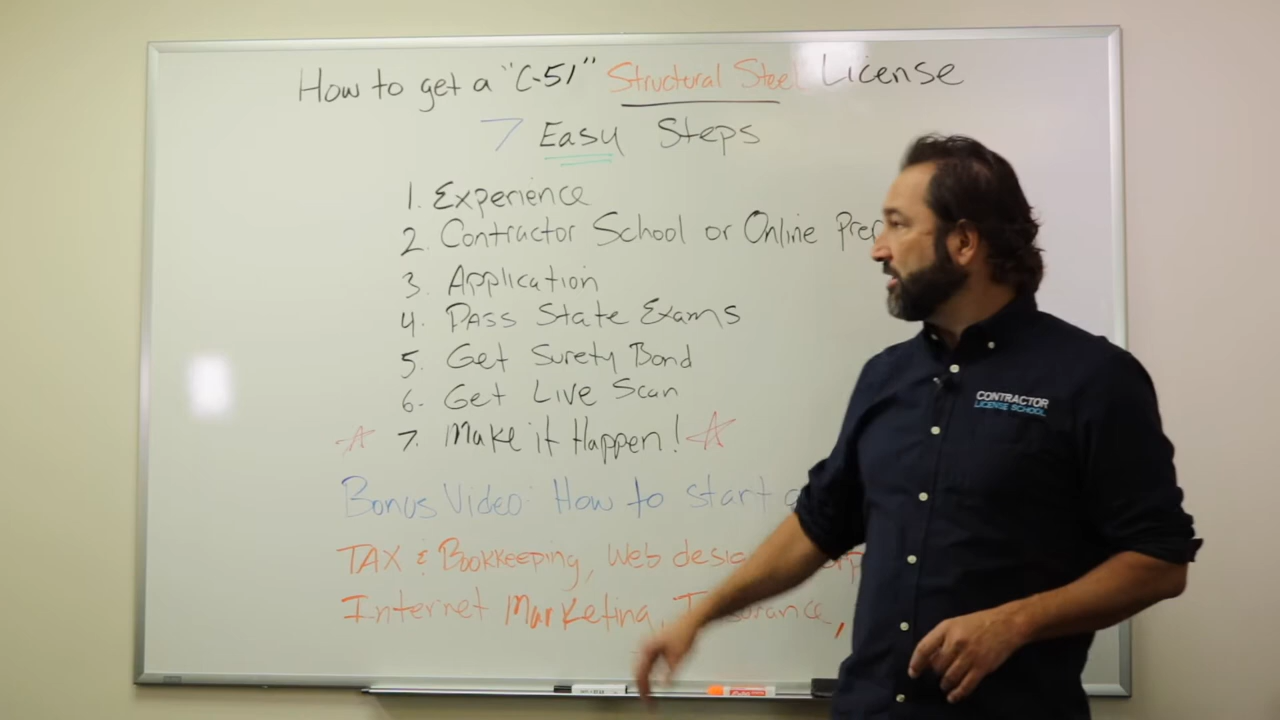 How to get a "C-51" Structural Steel License
7 Easy Steps
1. Experience
2. Contractor School or Online Prep
3. Application
4. Pass State Exams
5. Get Surety Bond
6. Get Live Scan
7. Make it Happen!
Bonus Video: How to start a
TAX & Bookkeeping, Web design
Internet Marketing, Insurance,
CONTRACTOR
LICENSE SCHOOL